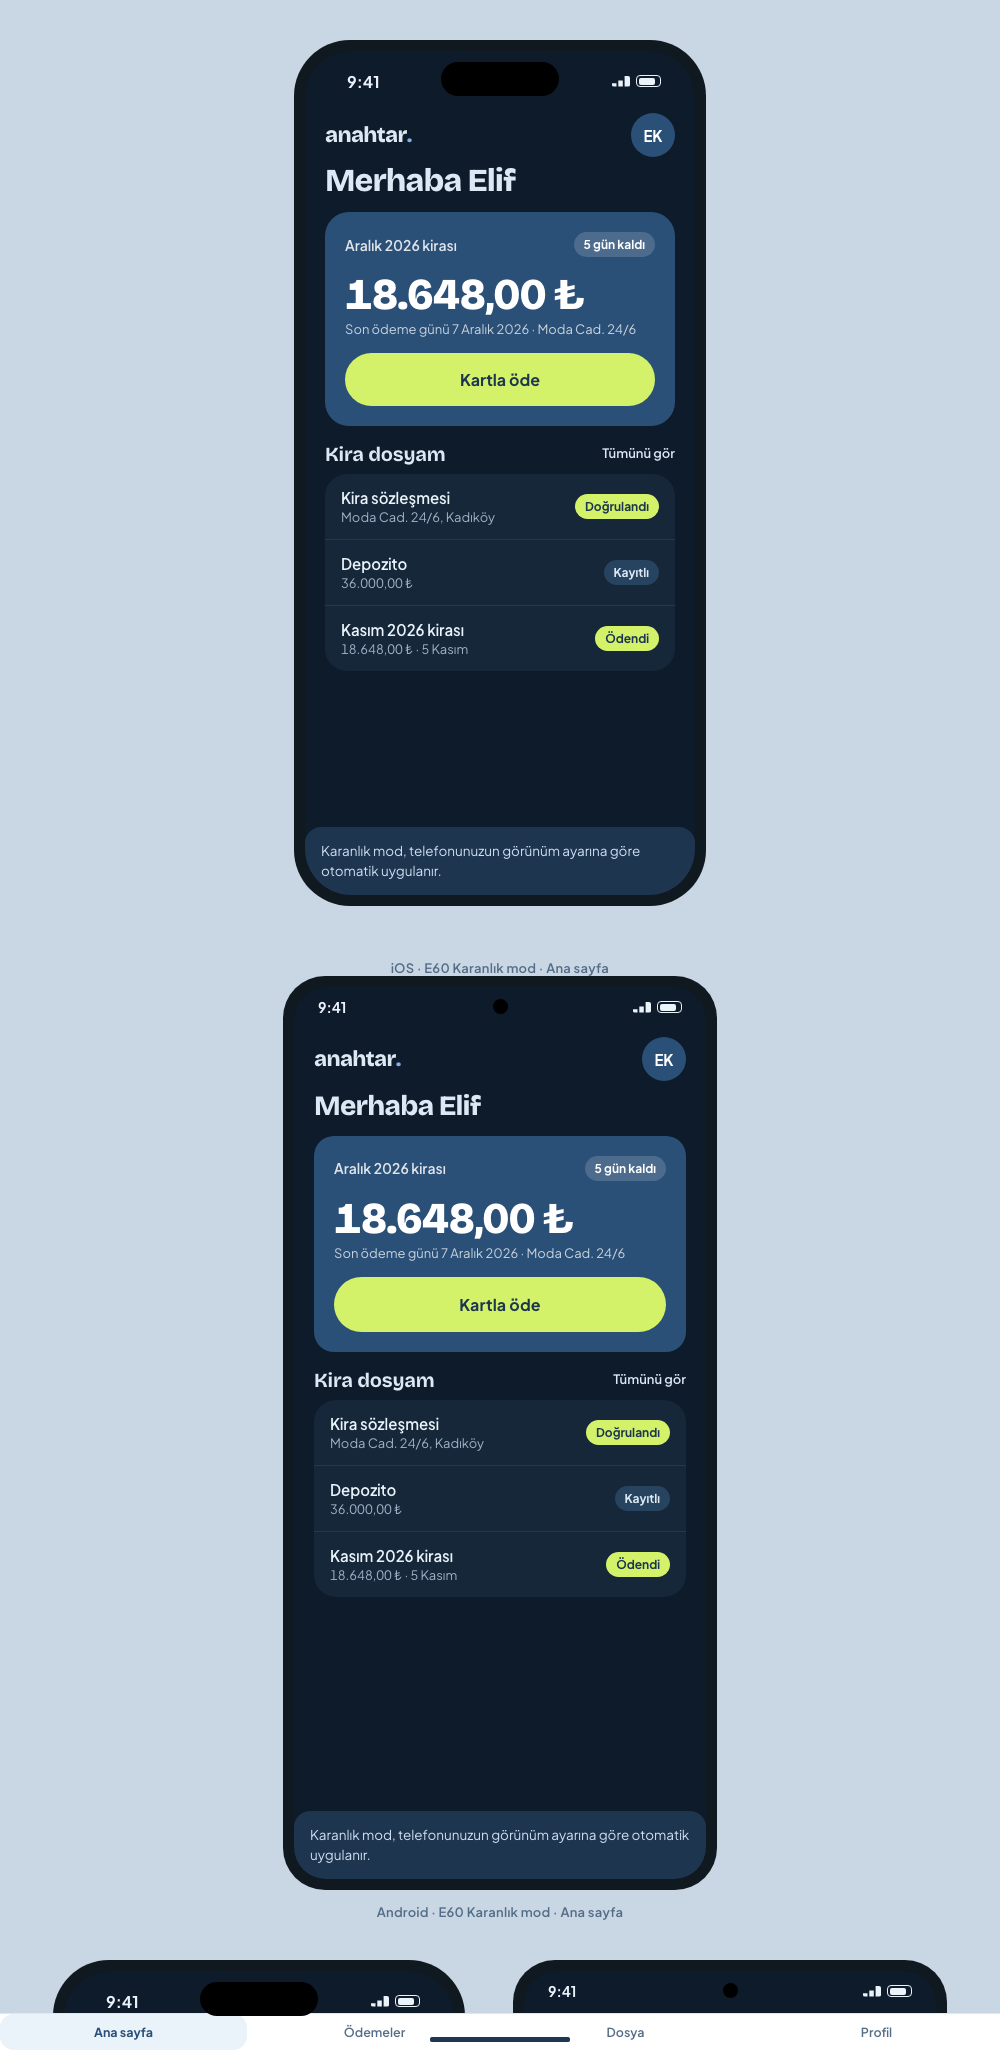 9:41
anahtar.
EK
Merhaba Elif
Aralık 2026 kirası
5 gün kaldı
18.648,00 ₺
Son ödeme günü 7 Aralık 2026 · Moda Cad. 24/6
Kartla öde
Kira dosyam
Tümünü gör
Kira sözleşmesi
Moda Cad. 24/6, Kadıköy
Doğrulandı
Depozito
36.000,00 ₺
Kayıtlı
Kasım 2026 kirası
18.648,00 ₺ · 5 Kasım
Ödendi
Karanlık mod, telefonunuzun görünüm ayarına göre
otomatik uygulanır.
iOS · E60 Karanlık mod · Ana sayfa
9:41
anahtar.
EK
Merhaba Elif
Aralık 2026 kirası
5 gün kaldı
18.648,00 ₺
Son ödeme günü 7 Aralık 2026 · Moda Cad. 24/6
Kartla öde
Kira dosyam
Tümünü gör
Kira sözleşmesi
Moda Cad. 24/6, Kadıköy
Doğrulandı
Depozito
36.000,00 ₺
Kayıtlı
Kasım 2026 kirası
18.648,00 ₺ · 5 Kasım
Ödendi
Karanlık mod, telefonunuzun görünüm ayarına göre otomatik
uygulanır.
Android · E60 Karanlık mod · Ana sayfa
9:41
9:41
Ana sayfa
Ödemeler
Dosya
Profil